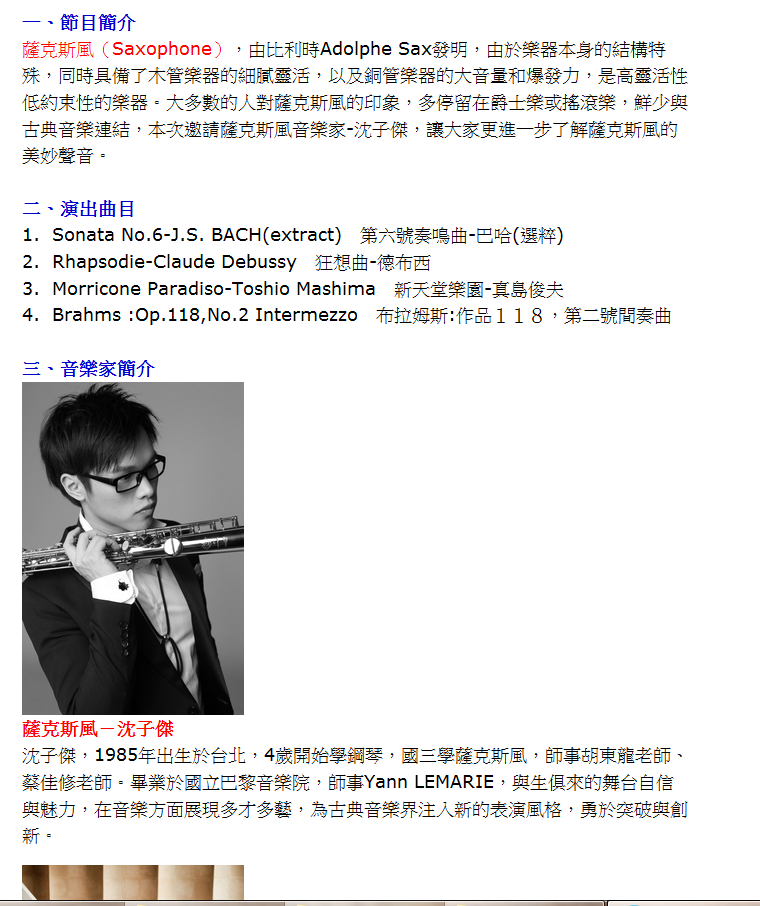 一、節目簡介
薩克斯風（Saxophone），由比利時Adolphe Sax發明，由於樂器本身的結構特
殊，同時具備了木管樂器的細膩靈活，以及銅管樂器的大音量和爆發力，是高靈活性
低約束性的樂器。大多數的人對薩克斯風的印象，多停留在爵士樂或搖滾樂，鮮少與
古典音樂連結，本次邀請薩克斯風音樂家-沈子傑，讓大家更進一步了解薩克斯風的
美妙聲音。
二、演出曲目
1. Sonata No.6-J.S. BACH(extract) 第六號奏鳴曲-巴哈(選粹)
2. Rhapsodie-Claude Debussy 狂想曲-德布西
3. Morricone Paradiso-Toshio Mashima 新天堂樂園-真島俊夫
4. Brahms :Op.118,No.2 Intermezzo 布拉姆斯:作品１１８，第二號間奏曲
三、音樂家簡介
薩克斯風－沈子傑
沈子傑，1985年出生於台北，4歲開始學鋼琴，國三學薩克斯風，師事胡東龍老師、
蔡佳修老師。畢業於國立巴黎音樂院，師事Yann LEMARIE，與生俱來的舞台自信
與魅力，在音樂方面展現多才多藝，為古典音樂界注入新的表演風格，勇於突破與創
新。